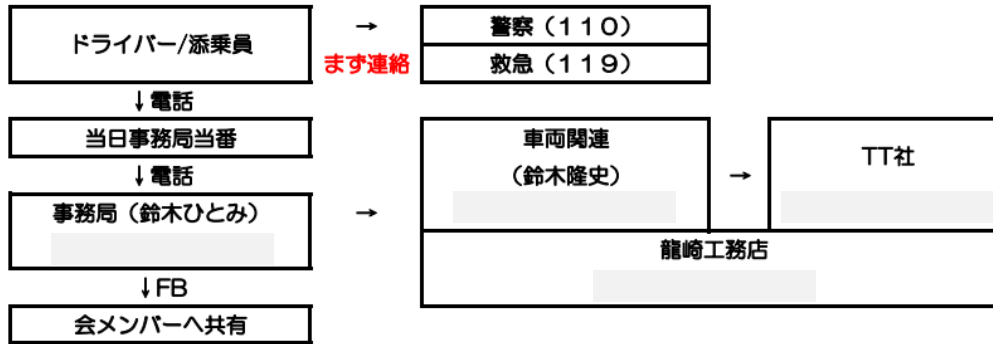 ドライバー/添乗員
→
警察(110)
まず連絡
救急(119)
↓電話
当日事務局当番
↓電話
事務局(鈴木ひとみ)
→
車両関連
(鈴木隆史)
→
TT社
龍崎工務店
↓FB
会メンバーへ共有